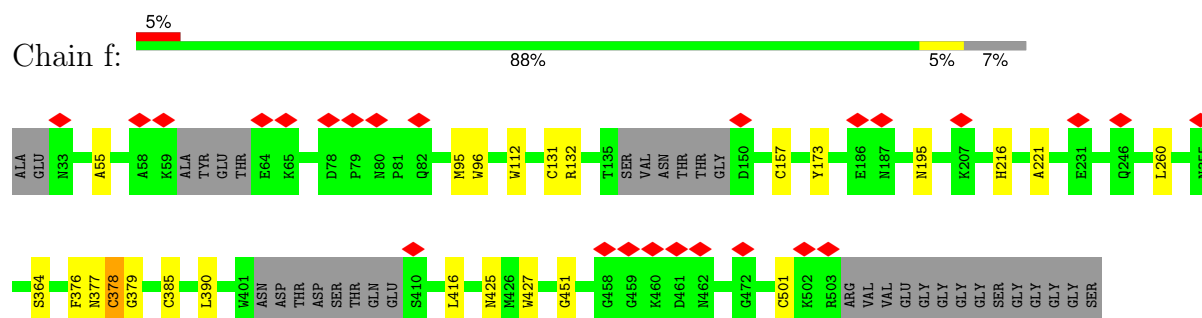 5%
Chain f:
88% 5% 7%
ALA GLU N33 A55 A58 K59 ALA TYR GLU THR E64 K65 D78 P79 N80 P81 Q82 M95 W96 W112 C131 R132 T135 SER VAL ASN THR THR GLY D150 C157 Y173 E186 N187 N195 K207 H216 A221 E231 Q246 L260
S364 F376 N377 C378 G379 C385 L390 W401 ASN ASP THR ASP SER THR GLN GLU S410 L416 N425 M426 W427 G451 G458 G459 K460 D461 N462 G472 C501 K502 R503 ARG VAL VAL GLU GLY GLY GLY GLY SER GLY GLY GLY GLY SER